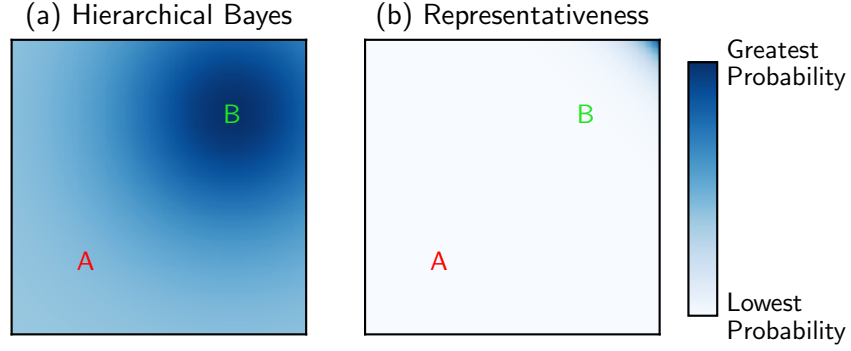 (a) Hierarchical Bayes
(b) Representativeness
B
A
B
A
Greatest
Probability
Lowest
Probability